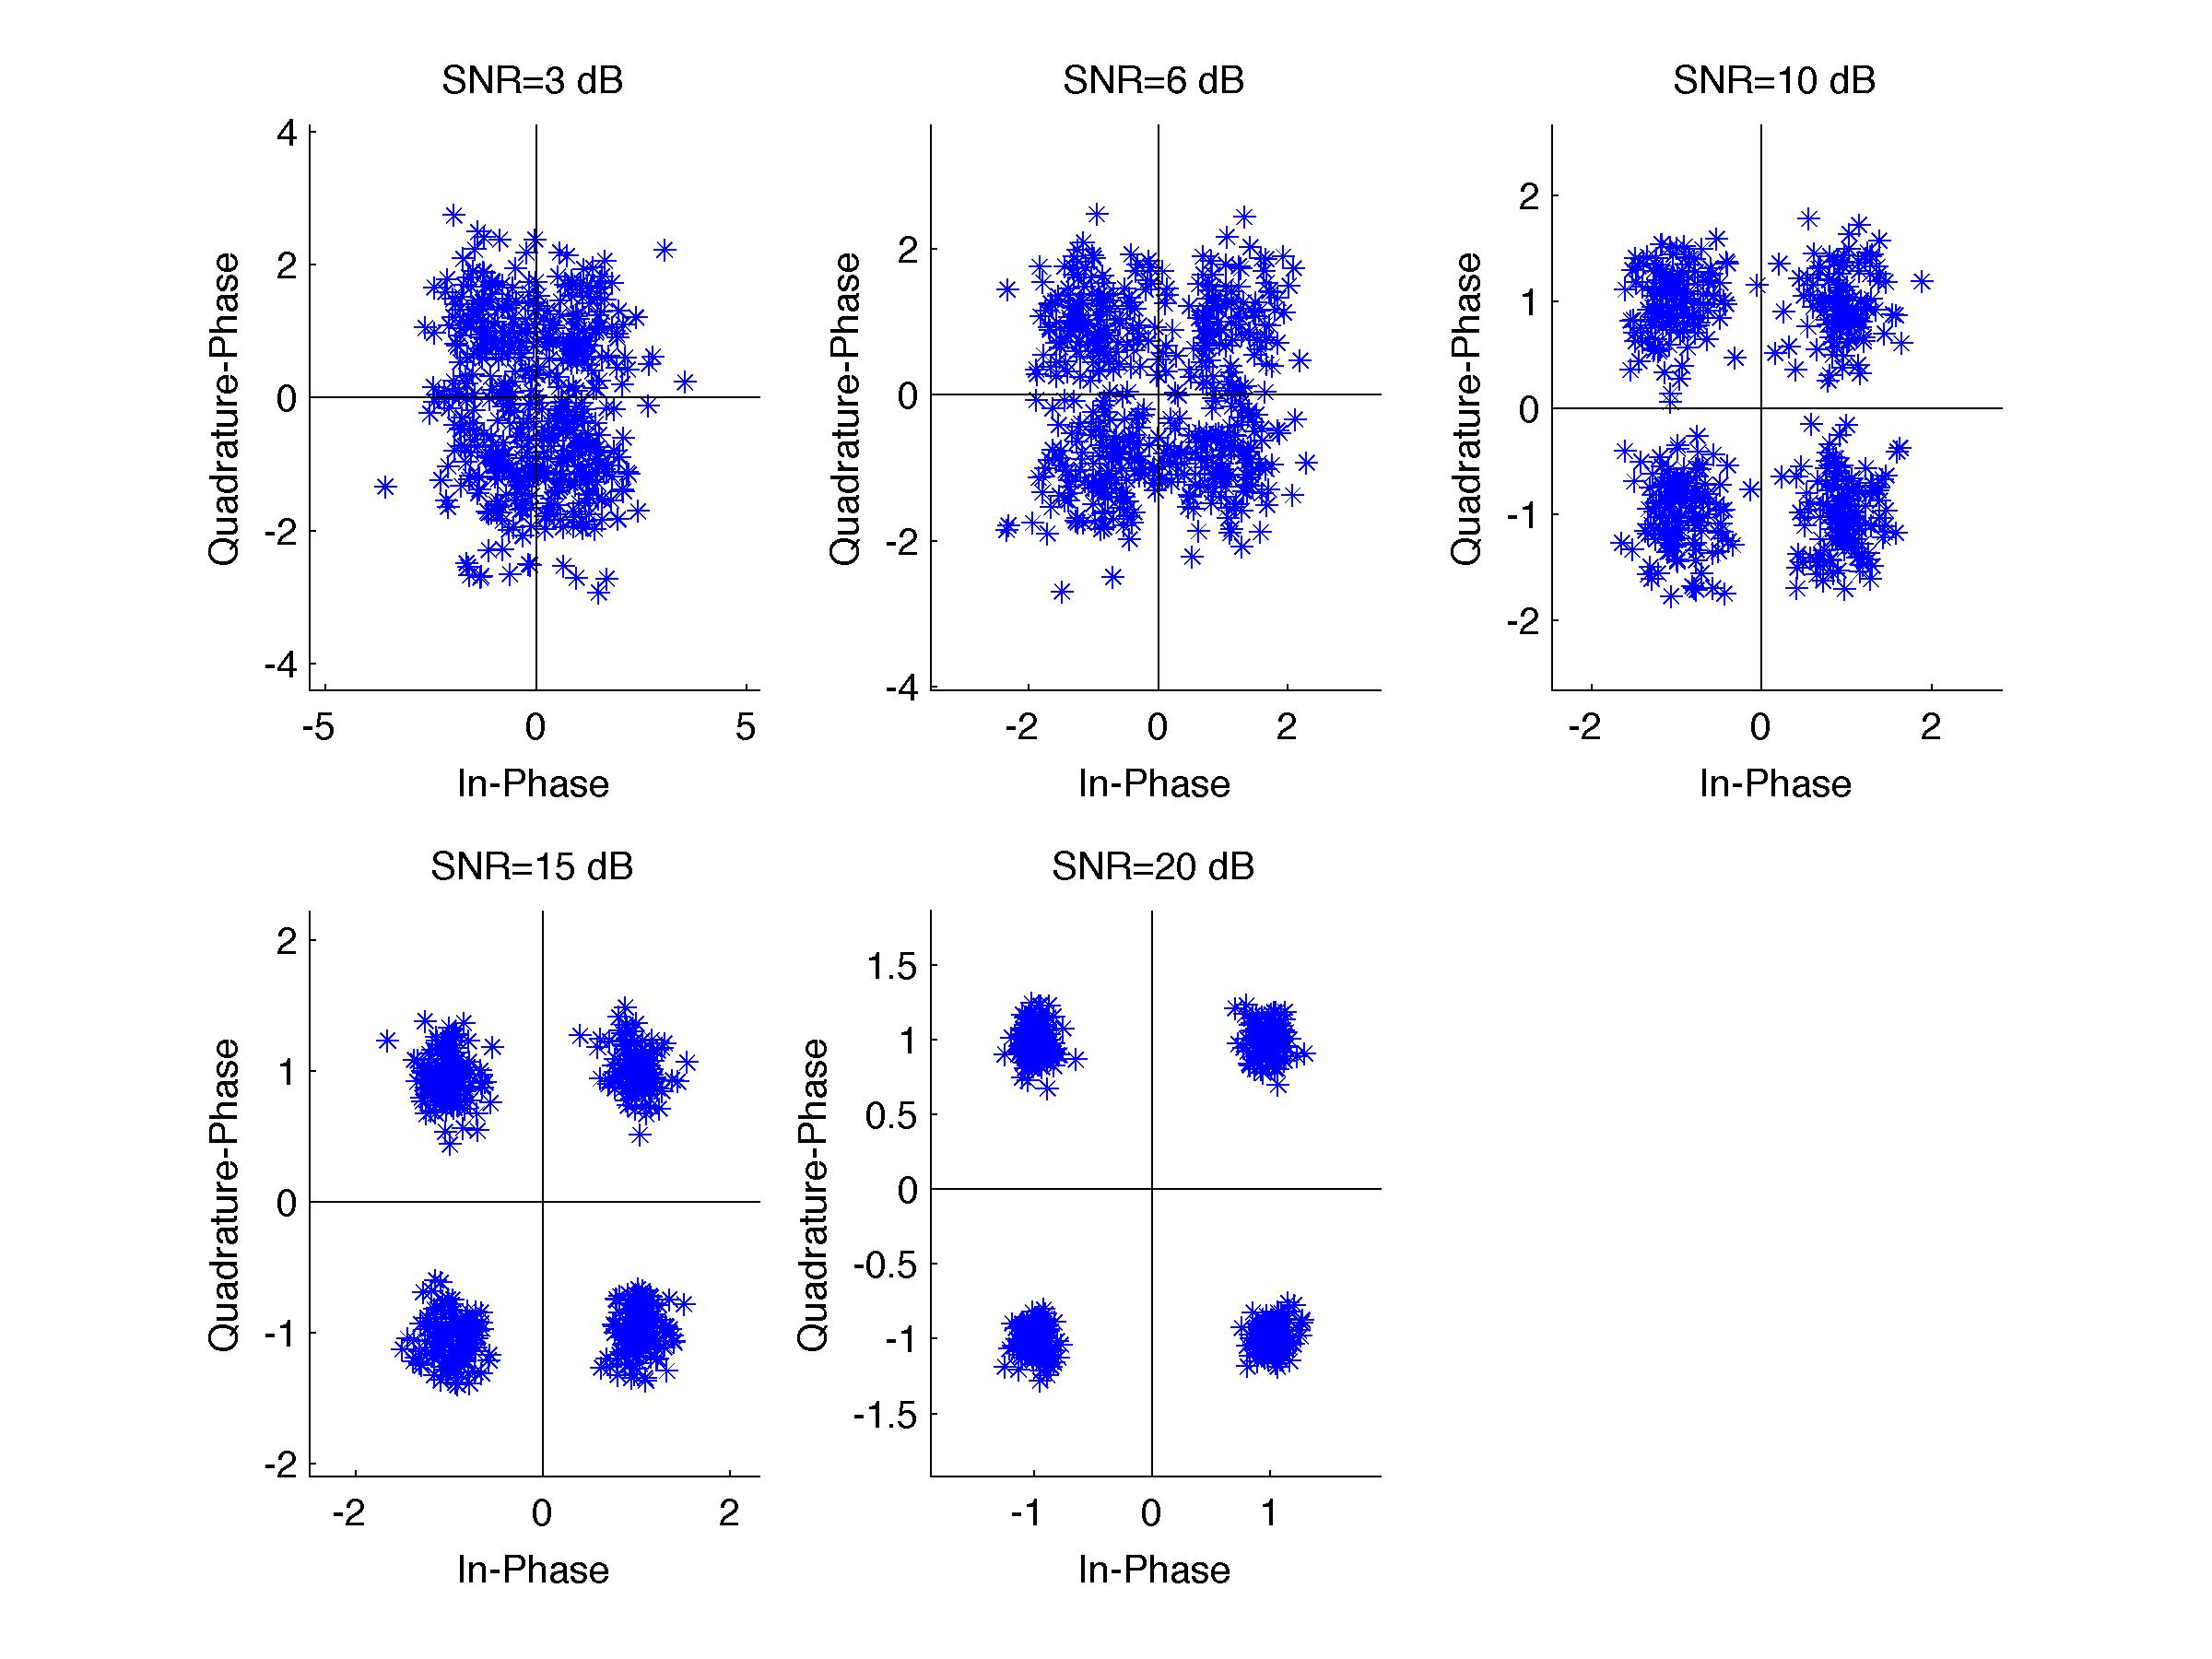 SNR=3 dB
4
2
0
-2
-4
Quadrature-Phase
-5 0 5
In-Phase
SNR=6 dB
2
0
-2
-4
Quadrature-Phase
-2 0 2
In-Phase
SNR=10 dB
2
1
0
-1
-2
Quadrature-Phase
-2 0 2
In-Phase
SNR=15 dB
2
1
0
-1
-2
Quadrature-Phase
-2 0 2
In-Phase
SNR=20 dB
1.5
1
0.5
0
-0.5
-1
-1.5
Quadrature-Phase
-1 0 1
In-Phase